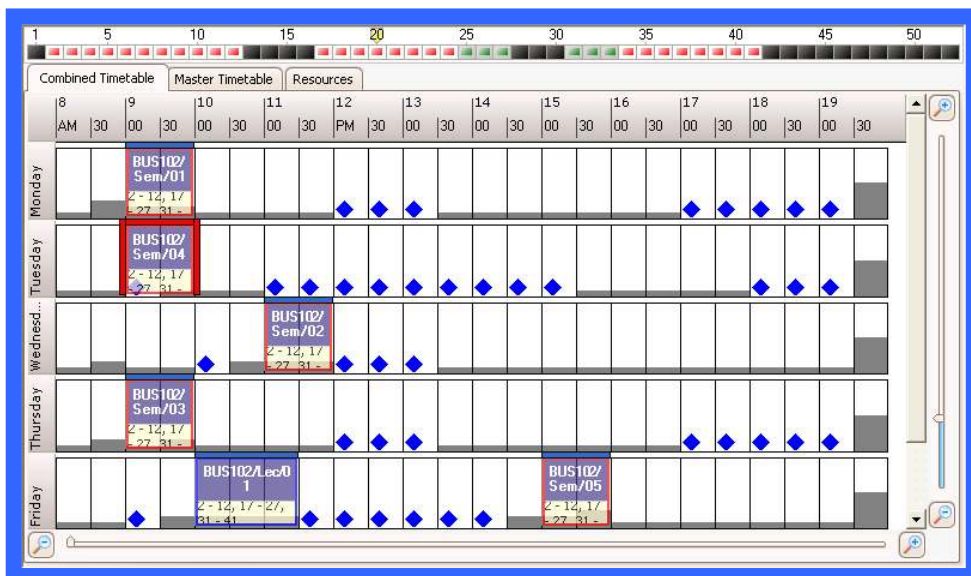 1 5 10 15 20 25 30 35 40 45 50
Combined Timetable Master Timetable Resources
8 9 10 11 12 13 14 15 16 17 18 19
AM 30 00 30 00 30 00 30 PM 30 00 30 00 30 00 30 00 30 00 30 00 30 00 30
Monday
BUS102/
Sem/01
2 - 12, 17
- 27, 31 -
Tuesday
BUS102/
Sem/04
2 - 12, 17
- 27, 31 -
Wednesd...
BUS102/
Sem/02
2 - 12, 17
- 27, 31 -
Thursday
BUS102/
Sem/03
2 - 12, 17
- 27, 31 -
Friday
BUS102/Lec/0
1
2 - 12, 17 - 27,
31 - 41
BUS102/
Sem/05
2 - 12, 17
- 27, 31 -